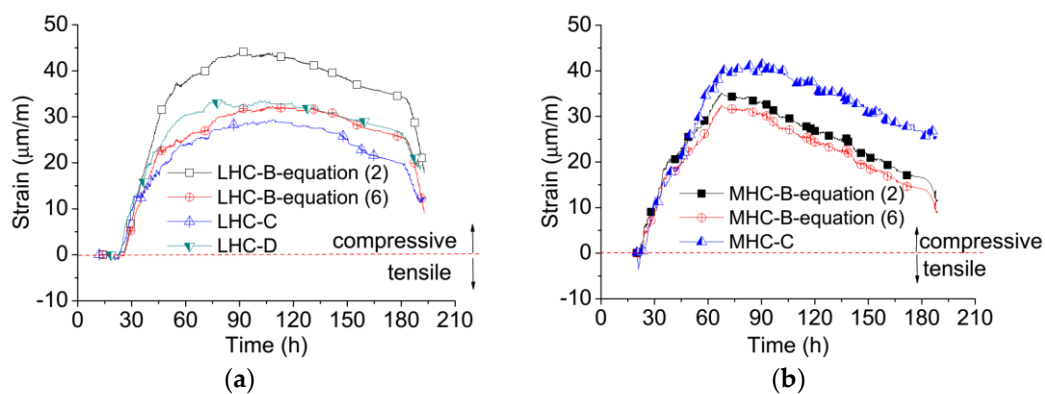 50
40
30
20
10
0
-10
Strain (μm/m)
LHC-B-equation (2)
LHC-B-equation (6)
LHC-C
LHC-D
compressive
tensile
0 30 60 90 120 150 180 210
Time (h)
(a)
50
40
30
20
10
0
-10
Strain (μm/m)
MHC-B-equation (2)
MHC-B-equation (6)
MHC-C
compressive
tensile
0 30 60 90 120 150 180 210
Time (h)
(b)